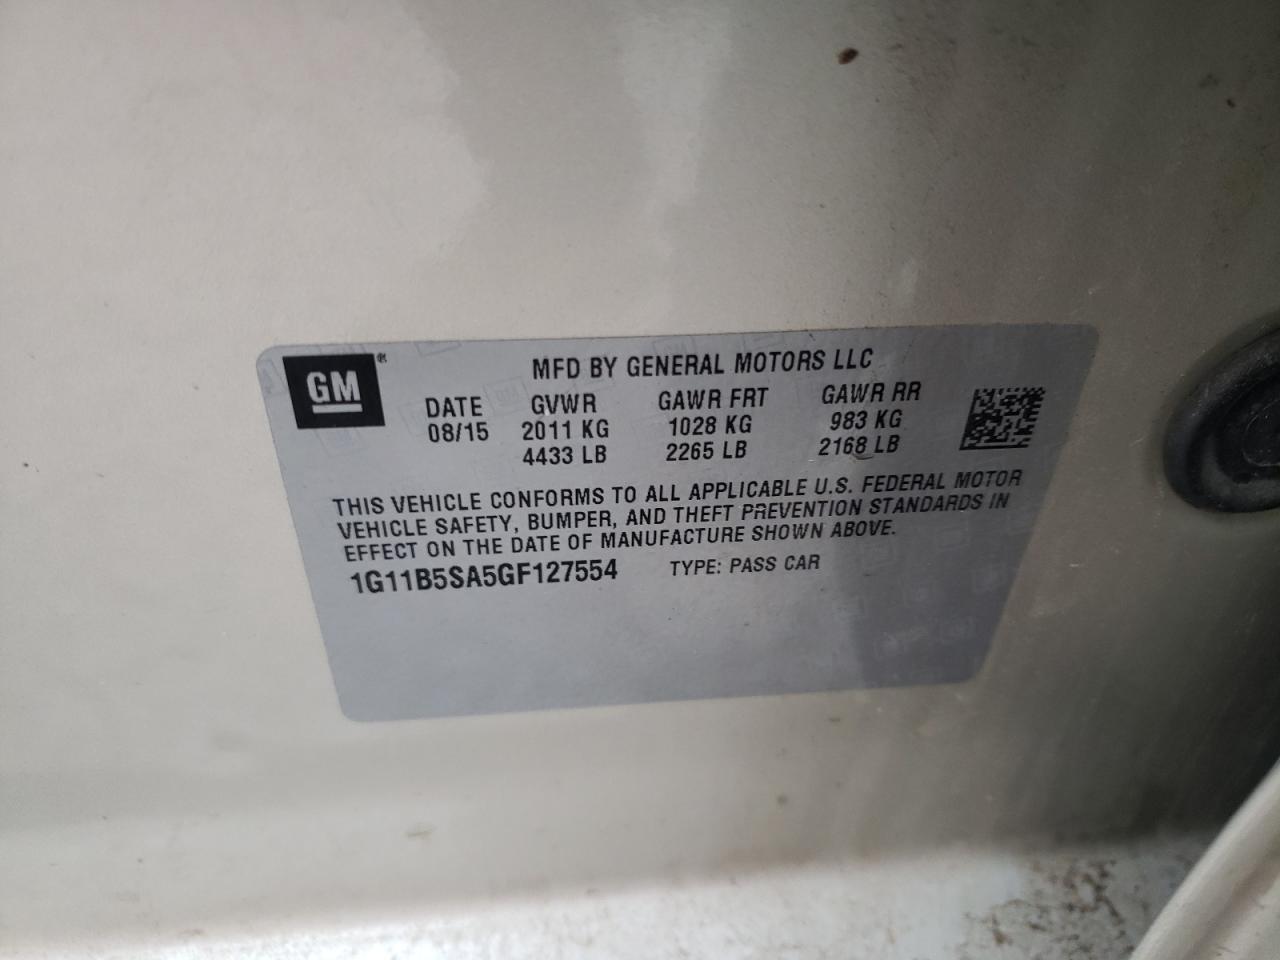 GM®
MFD BY GENERAL MOTORS LLC
DATE GVWR GAWR FRT GAWR RR
08/15 2011 KG 1028 KG 983 KG
4433 LB 2265 LB 2168 LB
THIS VEHICLE CONFORMS TO ALL APPLICABLE U.S. FEDERAL MOTOR
VEHICLE SAFETY, BUMPER, AND THEFT PREVENTION STANDARDS IN
EFFECT ON THE DATE OF MANUFACTURE SHOWN ABOVE.
1G11B5SA5GF127554 TYPE: PASS CAR